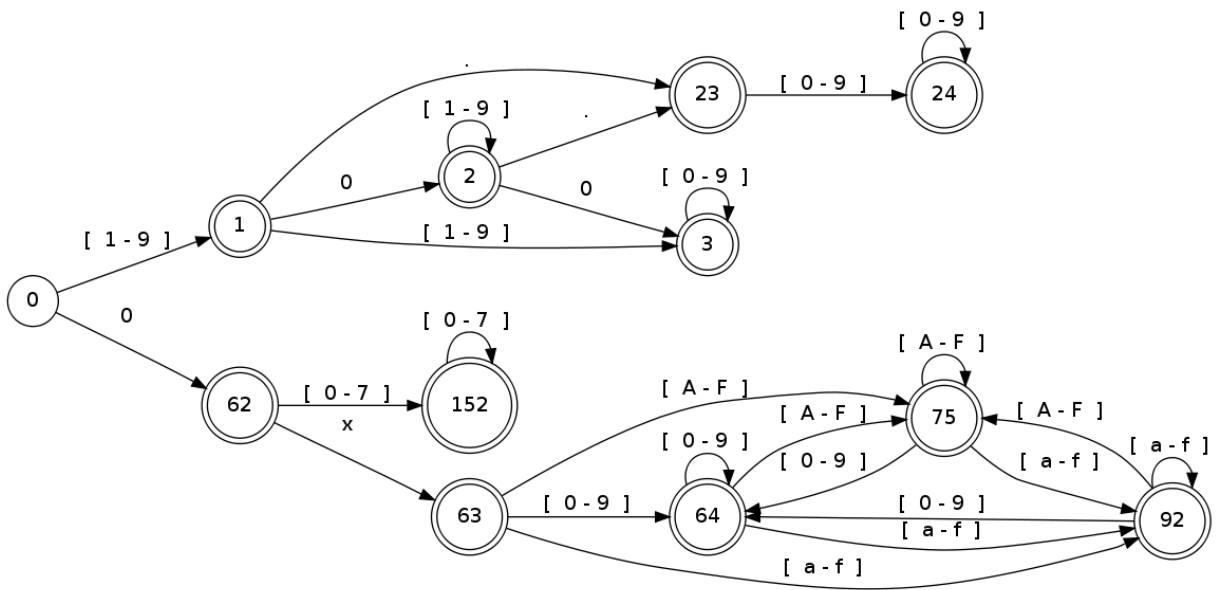 [ 0-9 ]
.
23
[ 0-9 ]
24
[ 1-9 ]
.
2
0
[ 0-9 ]
0
[ 1-9 ]
1
[ 1-9 ]
3
0
0
[ 0-7 ]
[ A-F ]
[ A-F ]
62
[ 0-7 ]
152
x
[ A-F ]
75
[ A-F ]
[ 0-9 ]
[ 0-9 ]
[ a-f ]
[ a-f ]
63
[ 0-9 ]
64
[ 0-9 ]
[ a-f ]
92
[ a-f ]